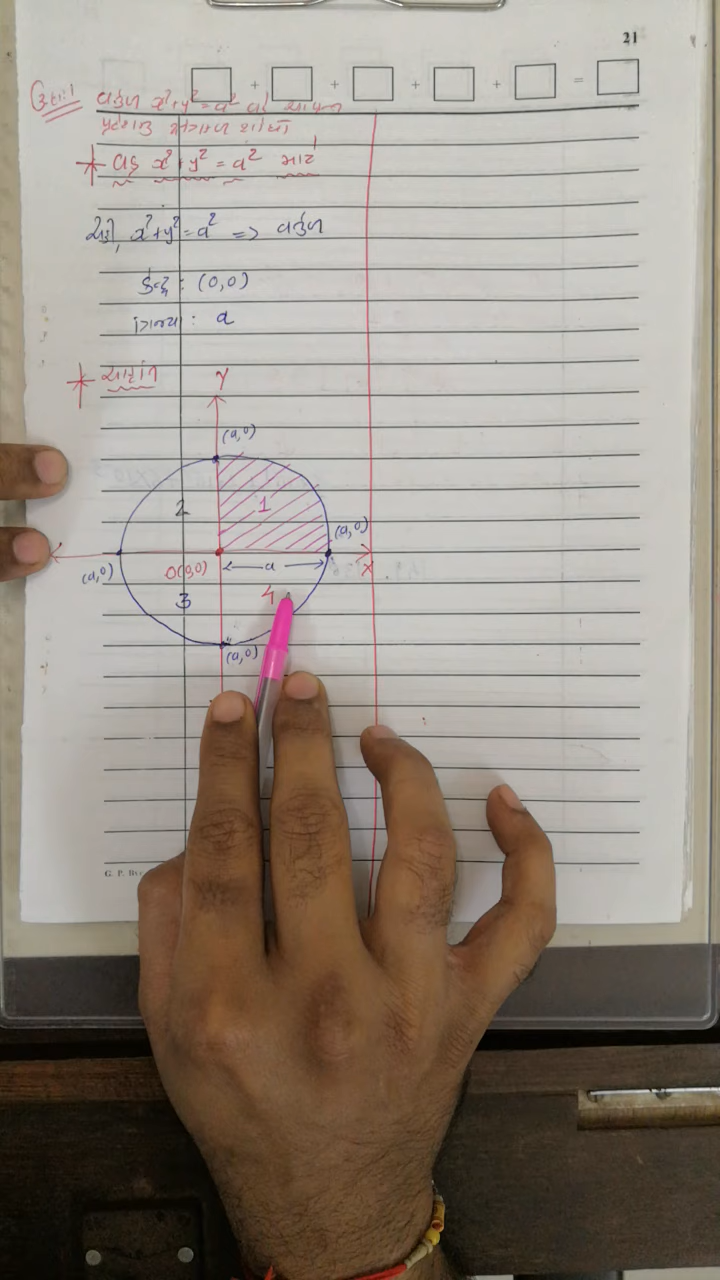 21
+ + + + =
ઉદા.1 વર્તુળ x²+y²=a² વડે
પ્રદેશનું ક્ષેત્રફળ શોધો
* વક્ર x²+y² = a² માટે
અહીં, x²+y²=a² => વર્તુળ
કેન્દ્ર : (0,0)
ત્રિજ્યા : a
* આકૃતિ
Y
(a,0)
2 1
(a,0)
(a,0) O(0,0) a X
3 4
(a,0)
G. P.